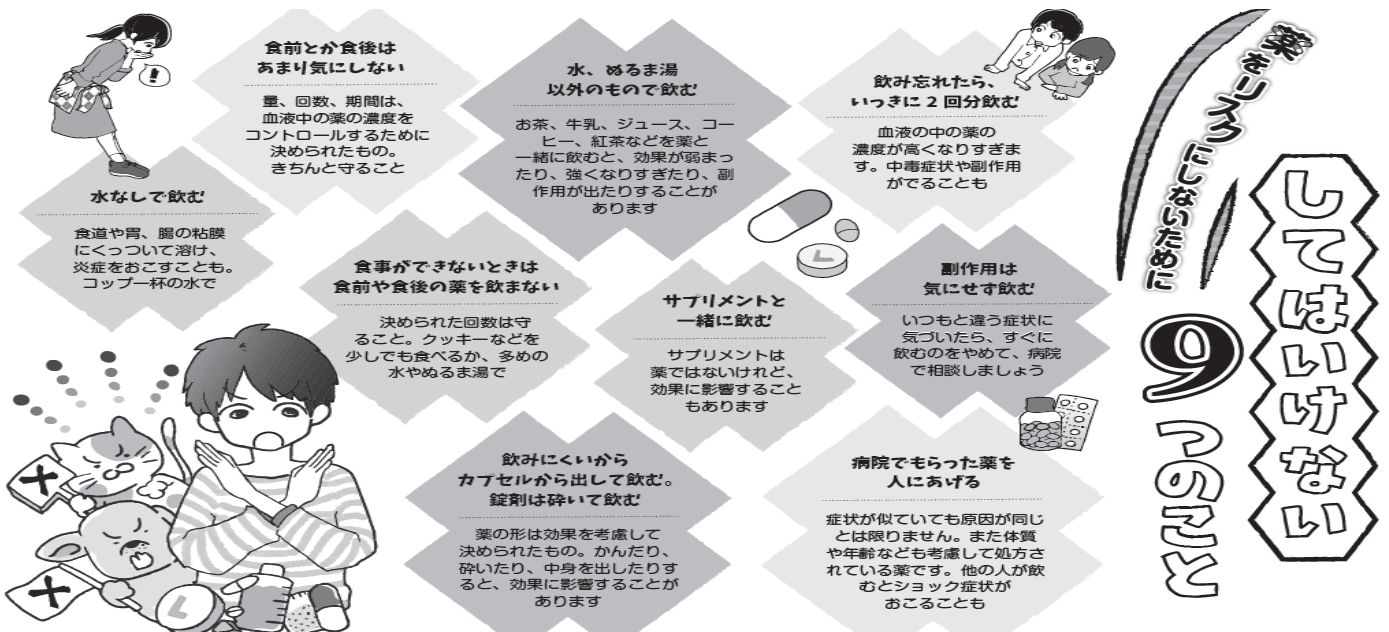 薬をリスクにしないために
してはいけない
9つのこと
飲み忘れたら、
いっきに2回分飲む
血液の中の薬の
濃度が高くなりすぎま
す。中毒症状や副作用
がでることも
水、ぬるま湯
以外のもので飲む
お茶、牛乳、ジュース、コー
ヒー、紅茶などを薬と
一緒に飲むと、効果が弱まっ
たり、強くなりすぎたり、副
作用が出たりすることが
あります
食前とか食後は
あまり気にしない
量、回数、期間は、
血液中の薬の濃度を
コントロールするために
決められたもの。
きちんと守ること
!
水なしで飲む
食道や胃、腸の粘膜
にくっついて溶け、
炎症をおこすことも。
コップ一杯の水で
副作用は
気にせず飲む
いつもと違う症状に
気づいたら、すぐに
飲むのをやめて、病院
で相談しましょう
サプリメントと
一緒に飲む
サプリメントは
薬ではないけれど、
効果に影響すること
もあります
食事ができないときは
食前や食後の薬を飲まない
決められた回数は守
ること。クッキーなどを
少しでも食べるか、多めの
水やぬるま湯で
病院でもらった薬を
人にあげる
症状が似ていても原因が同じ
とは限りません。また体質
や年齢なども考慮して処方さ
れている薬です。他の人が飲
むとショック症状が
おこることも
飲みにくいから
カプセルから出して飲む。
錠剤は砕いて飲む
薬の形は効果を考慮して
決められたもの。かんだり、
砕いたり、中身を出したりす
ると、効果に影響することが
あります